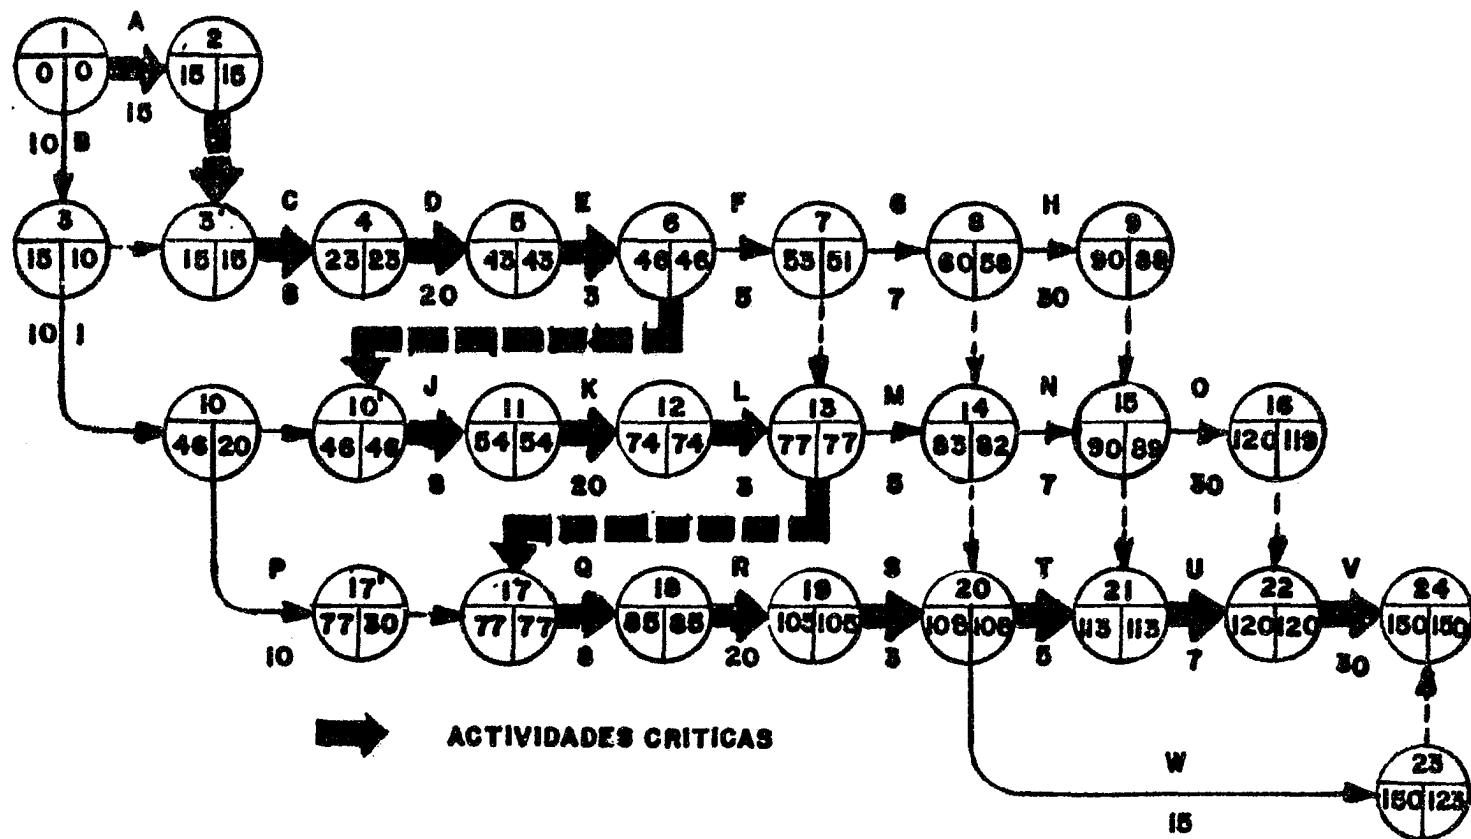 A
1 2
0 0 15 15
15
10 B
C D E F G H
3 3' 4 5 6 7 8 9
15 10 15 15 23 23 43 43 46 46 53 51 60 58 90 88
8 20 3 5 7 30
10 I
J K L M N O
10 10' 11 12 13 14 15 16
46 20 46 46 54 54 74 74 77 77 83 82 90 89 120 119
8 20 3 5 7 30
P Q R S T U V
17' 17 18 19 20 21 22 24
77 30 77 77 85 85 105 105 108 108 113 113 120 120 150 150
10 8 20 3 5 7 30
ACTIVIDADES CRITICAS
W
23
150 123
15